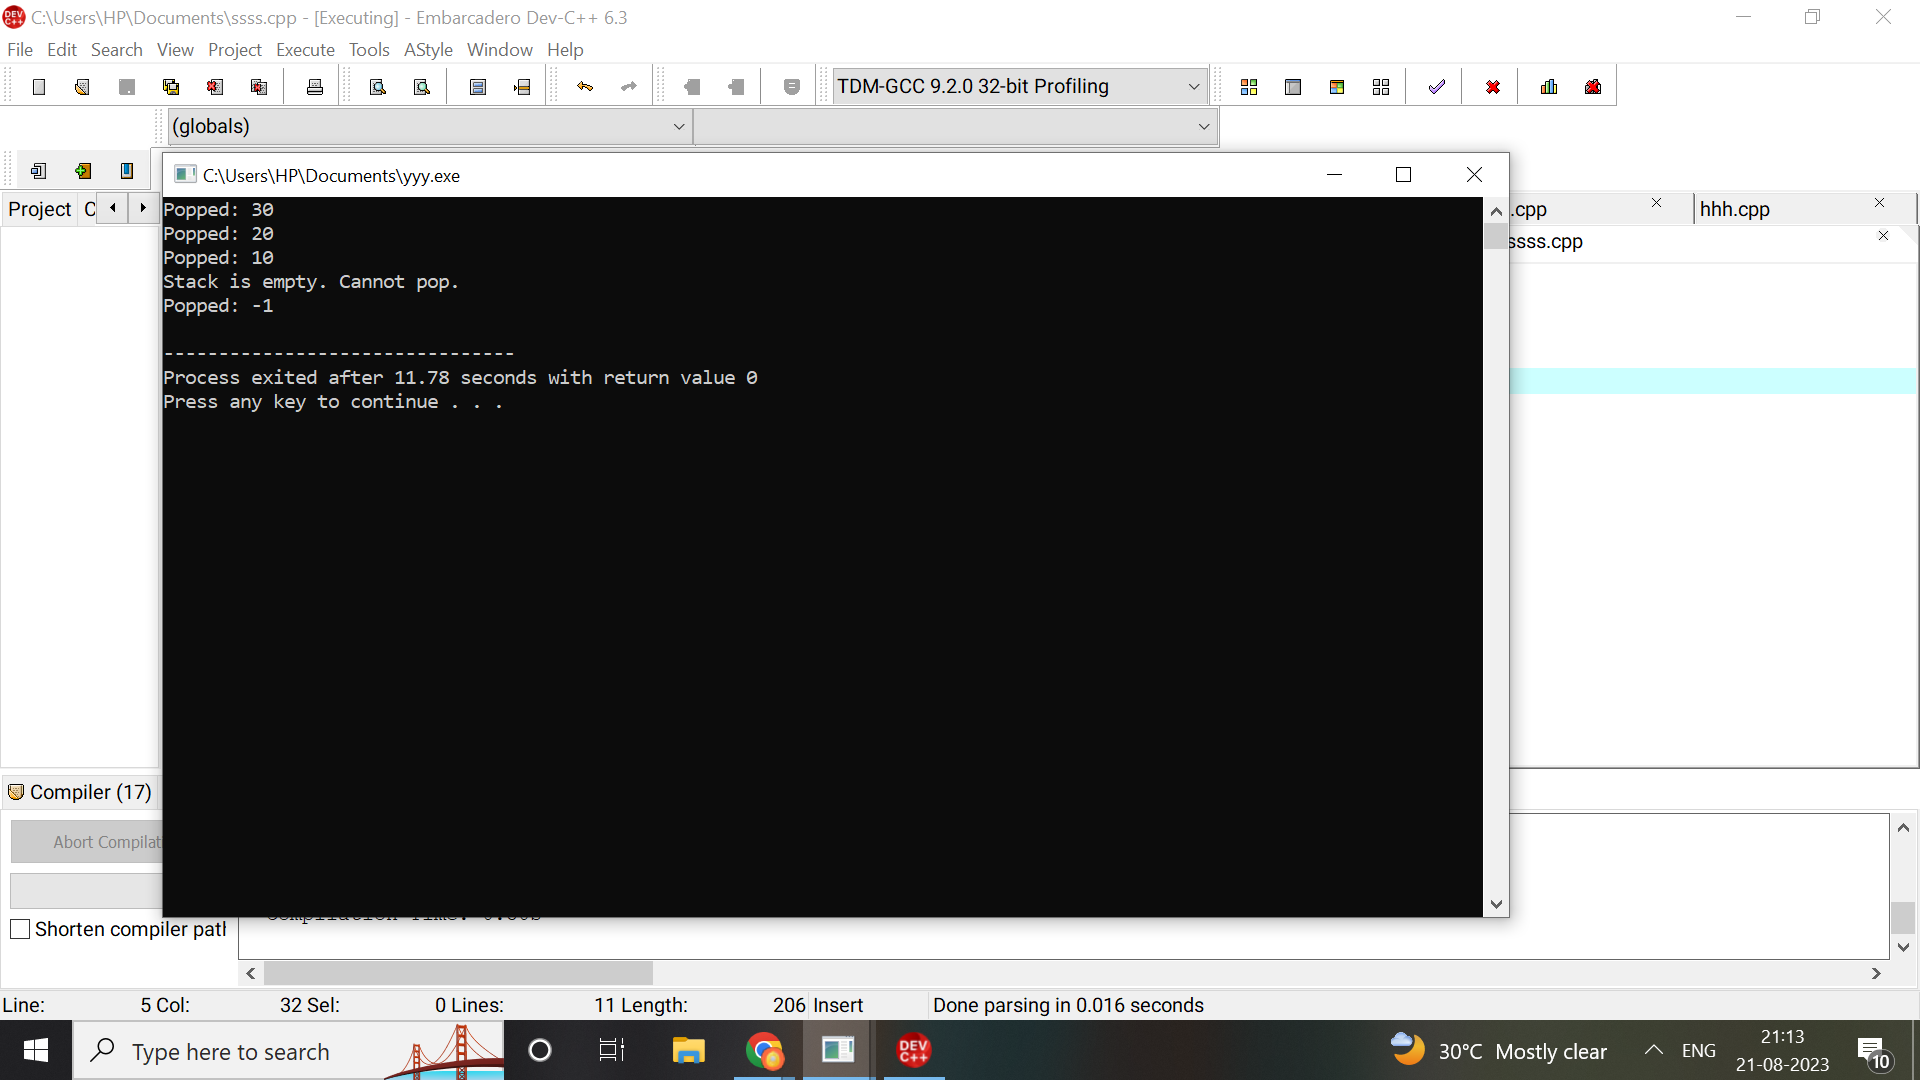 C:\Users\HP\Documents\ssss.cpp - [Executing] - Embarcadero Dev-C++ 6.3
File Edit Search View Project Execute Tools AStyle Window Help
TDM-GCC 9.2.0 32-bit Profiling
(globals)
C:\Users\HP\Documents\yyy.exe
Project C
.cpp
hhh.cpp
ssss.cpp
Popped: 30
Popped: 20
Popped: 10
Stack is empty. Cannot pop.
Popped: -1
--------------------------------
Process exited after 11.78 seconds with return value 0
Press any key to continue . . .
Compiler (17)
Abort Compilat
Shorten compiler path
Line: 5 Col: 32 Sel: 0 Lines: 11 Length: 206 Insert Done parsing in 0.016 seconds
Type here to search
DEV C++
30°C Mostly clear
ENG
21:13
21-08-2023
10